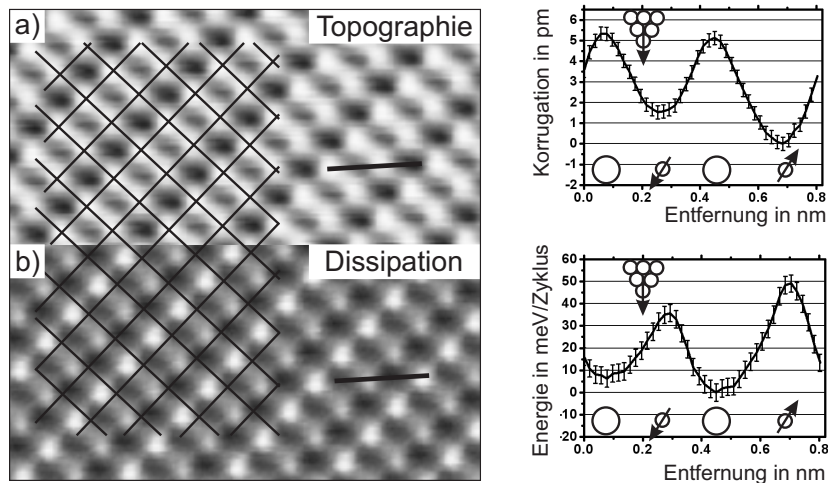 a)
Topographie
b)
Dissipation
Korrugation in pm
6
5
4
3
2
1
0
-1
-2
0.0 0.2 0.4 0.6 0.8
Entfernung in nm
Energie in meV/Zyklus
60
50
40
30
20
10
0
-10
-20
0.0 0.2 0.4 0.6 0.8
Entfernung in nm